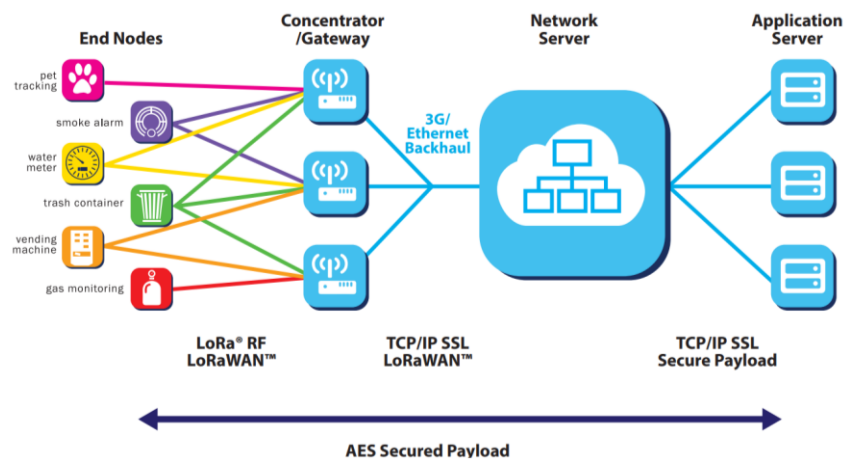 End Nodes
Concentrator
/Gateway
Network
Server
Application
Server
pet
tracking
smoke alarm
water
meter
trash container
vending
machine
gas monitoring
3G/
Ethernet
Backhaul
LoRa® RF
LoRaWAN™
TCP/IP SSL
LoRaWAN™
TCP/IP SSL
Secure Payload
AES Secured Payload